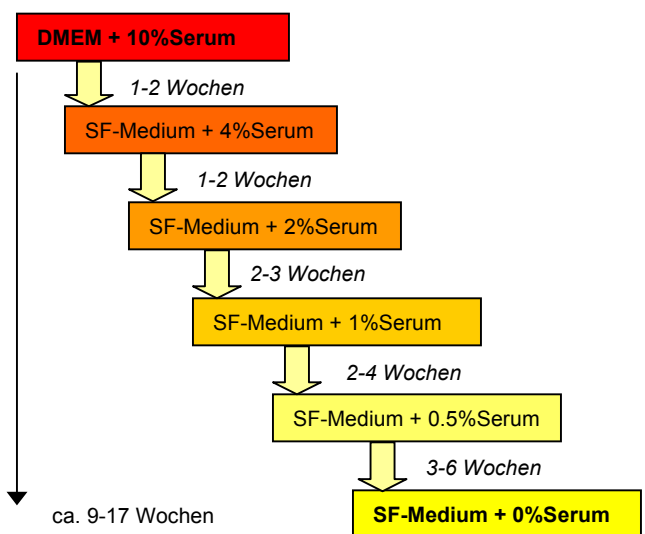 DMEM + 10%Serum
1-2 Wochen
SF-Medium + 4%Serum
1-2 Wochen
SF-Medium + 2%Serum
2-3 Wochen
SF-Medium + 1%Serum
2-4 Wochen
SF-Medium + 0.5%Serum
3-6 Wochen
SF-Medium + 0%Serum
ca. 9-17 Wochen